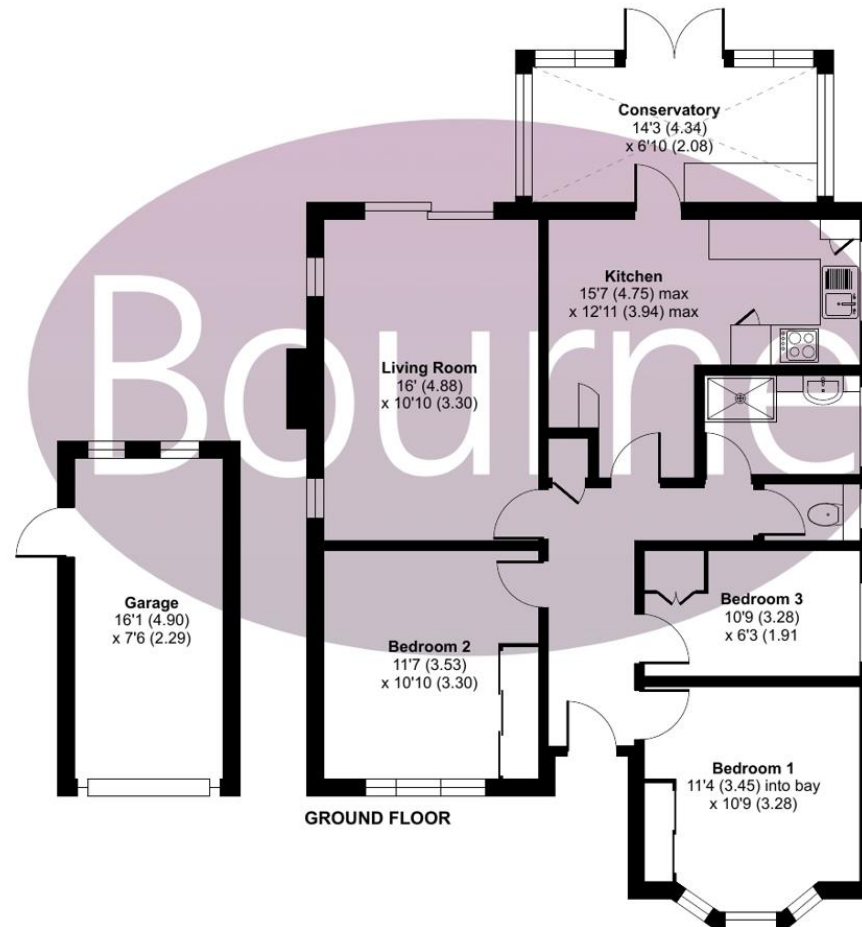 Conservatory
14'3 (4.34)
x 6'10 (2.08)
Kitchen
15'7 (4.75) max
x 12'11 (3.94) max
Living Room
16' (4.88)
x 10'10 (3.30)
Bourne
Garage
16'1 (4.90)
x 7'6 (2.29)
Bedroom 2
11'7 (3.53)
x 10'10 (3.30)
Bedroom 3
10'9 (3.28)
x 6'3 (1.91
Bedroom 1
11'4 (3.45) into bay
x 10'9 (3.28)
GROUND FLOOR